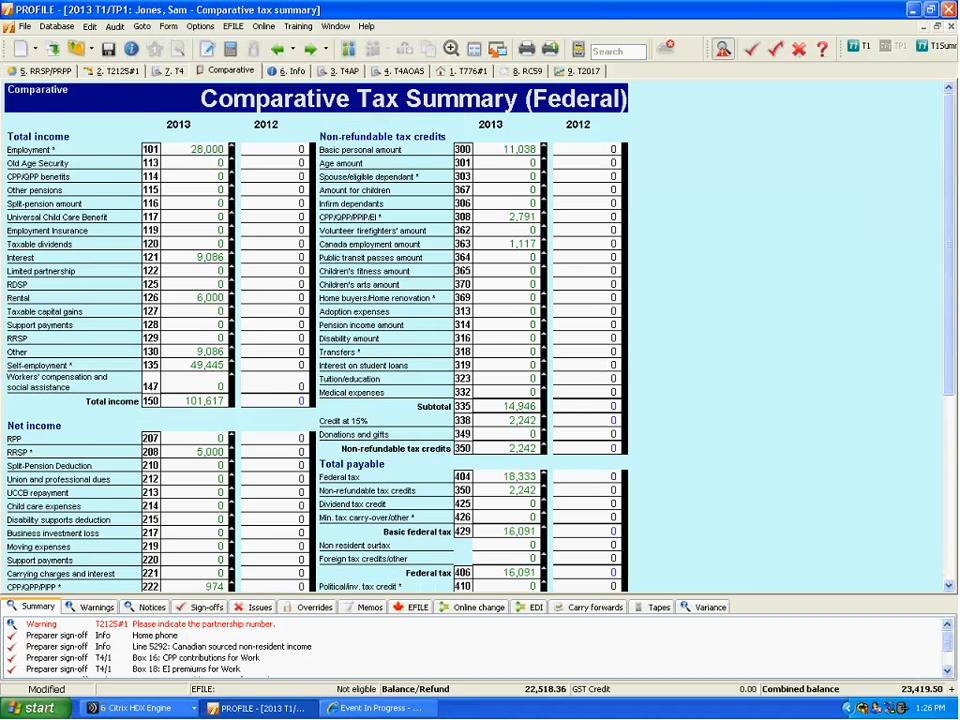 PROFILE - [2013 T1/TP1: Jones, Sam - Comparative tax summary]
File Database Edit Audit Goto Form Options EFILE Online Training Window Help
Search T1 TP1 T1Summ
5. RRSP/PRPP 2. T2125#1 7. T4 Comparative 6. Info 3. T4AP 4. T4AOAS 1. T776#1 8. RC59 9. T2017
Comparative
Comparative Tax Summary (Federal)
2013 2012
Total income
Employment * 101 28,000 0
Old Age Security 113 0 0
CPP/QPP benefits 114 0 0
Other pensions 115 0 0
Split-pension amount 116 0 0
Universal Child Care Benefit 117 0 0
Employment Insurance 119 0 0
Taxable dividends 120 0 0
Interest 121 9,086 0
Limited partnership 122 0 0
RDSP 125 0 0
Rental 126 6,000 0
Taxable capital gains 127 0 0
Support payments 128 0 0
RRSP 129 0 0
Other 130 9,086 0
Self-employment * 135 49,445 0
Workers' compensation and
social assistance 147 0 0
Total income 150 101,617 0
Net income
RPP 207 0 0
RRSP * 208 5,000 0
Split-Pension Deduction 210 0 0
Union and professional dues 212 0 0
UCCB repayment 213 0 0
Child care expenses 214 0 0
Disability supports deduction 215 0 0
Business investment loss 217 0 0
Moving expenses 219 0 0
Support payments 220 0 0
Carrying charges and interest 221 0 0
CPP/QPP/PIPP * 222 974 0
2013 2012
Non-refundable tax credits
Basic personal amount 300 11,038 0
Age amount 301 0 0
Spouse/eligible dependant * 303 0 0
Amount for children 367 0 0
Infirm dependants 306 0 0
CPP/QPP/PPIP/EI * 308 2,791 0
Volunteer firefighters' amount 362 0 0
Canada employment amount 363 1,117 0
Public transit passes amount 364 0 0
Children's fitness amount 365 0 0
Children's arts amount 370 0 0
Home buyers/Home renovation * 369 0 0
Adoption expenses 313 0 0
Pension income amount 314 0 0
Disability amount 316 0 0
Transfers * 318 0 0
Interest on student loans 319 0 0
Tuition/education 323 0 0
Medical expenses 332 0 0
Subtotal 335 14,946 0
Credit at 15% 338 2,242 0
Donations and gifts 349 0 0
Non-refundable tax credits 350 2,242 0
Total payable
Federal tax 404 18,333 0
Non-refundable tax credits 350 2,242 0
Dividend tax credit 425 0 0
Min. tax carry-over/other * 426 0 0
Basic federal tax 429 16,091 0
Non resident surtax 0 0
Foreign tax credits/other 0 0
Federal tax 406 16,091 0
Political/inv. tax credit * 410 0 0
Summary Warnings Notices Sign-offs Issues Overrides Memos EFILE Online change EDI Carry forwards Tapes Variance
Warning T2125#1 Please indicate the partnership number.
Preparer sign-off Info Home phone
Preparer sign-off Info Line 5292: Canadian sourced non-resident income
Preparer sign-off T4/1 Box 16: CPP contributions for Work
Preparer sign-off T4/1 Box 18: EI premiums for Work
Modified EFILE: Not eligible Balance/Refund 22,518.36 GST Credit 0.00 Combined balance 23,419.50
start 6 Citrix HDX Engine PROFILE - [2013 T1/... Event In Progress - ... 1:26 PM